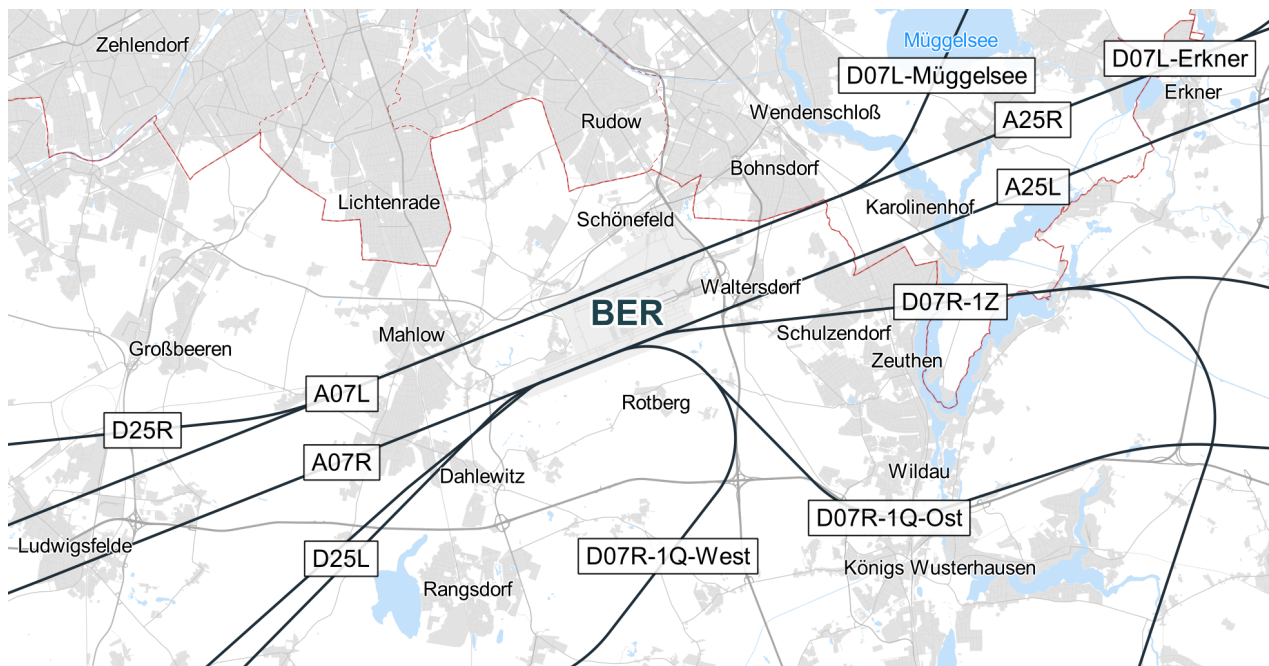 Zehlendorf
Müggelsee
D07L-Erkner
D07L-Müggelsee
Erkner
Wendenschloß
A25R
Rudow
Bohnsdorf
A25L
Lichtenrade
Karolinenhof
Schönefeld
Waltersdorf
D07R-1Z
BER
Mahlow
Schulzendorf
Großbeeren
Zeuthen
A07L
Rotberg
D25R
A07R
Wildau
Dahlewitz
D07R-1Q-Ost
Ludwigsfelde
D25L
D07R-1Q-West
Königs Wusterhausen
Rangsdorf